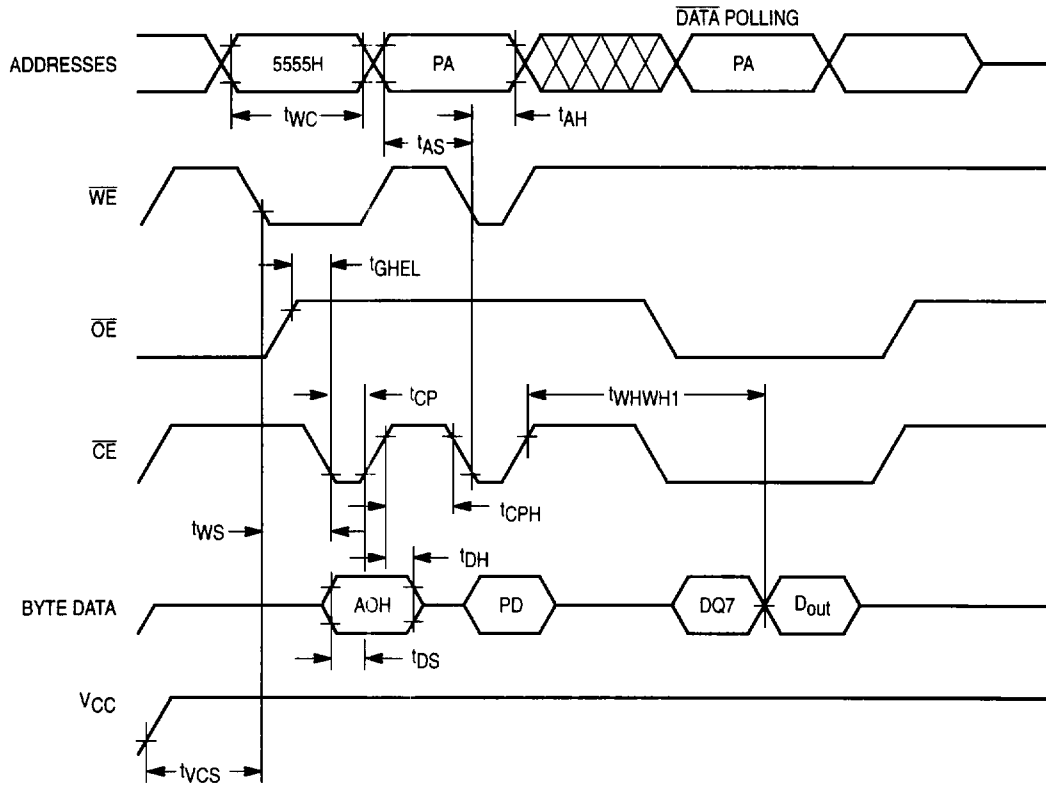 DATA POLLING
ADDRESSES 5555H PA PA
tWC
tAH
tAS
WE
tGHEL
OE
tCP
tWHWH1
CE
tCPH
tWS
tDH
BYTE DATA AOH PD DQ7 Dout
tDS
VCC
tVCS